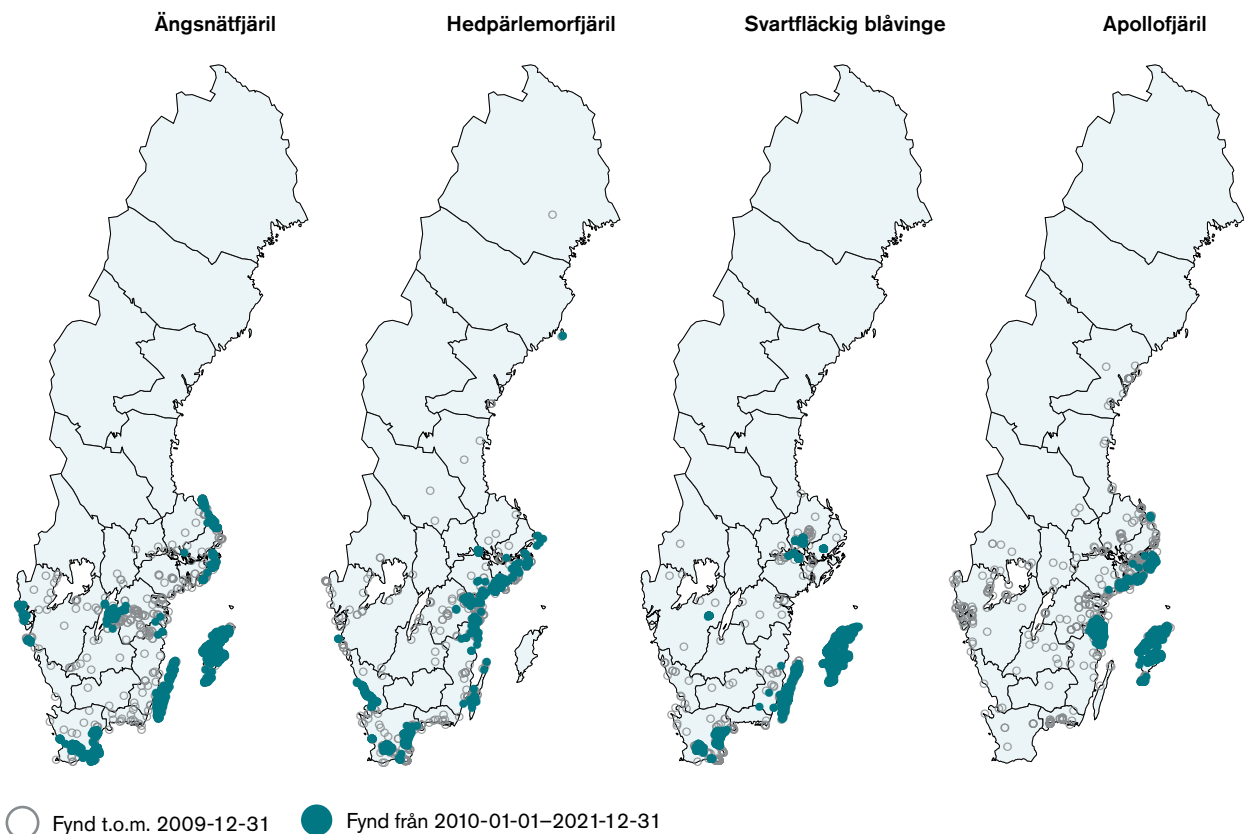 Ängsnätfjäril
Hedpärlemorfjäril
Svartfläckig blåvinge
Apollofjäril
Fynd t.o.m. 2009-12-31
Fynd från 2010-01-01–2021-12-31